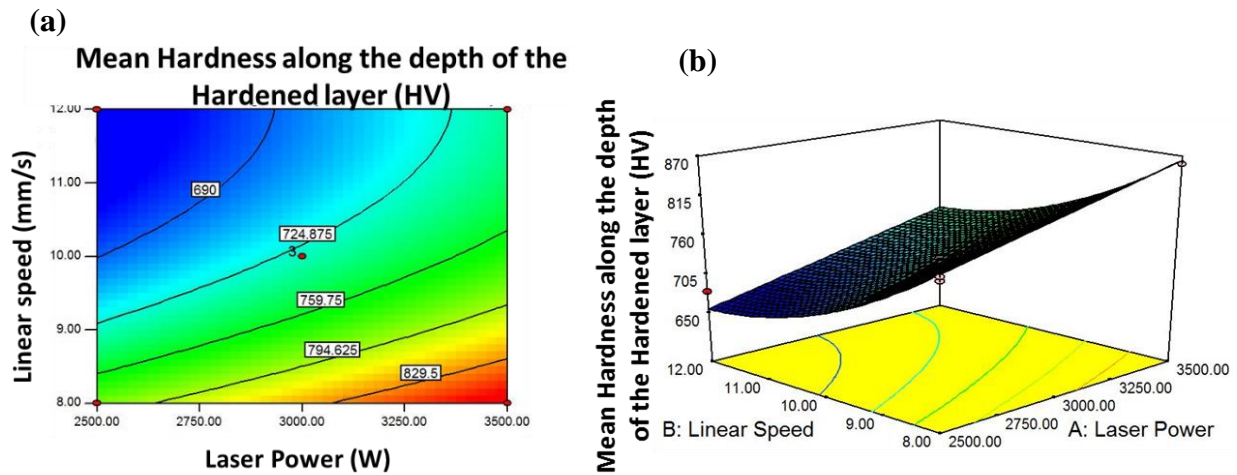 (a)
Mean Hardness along the depth of the
Hardened layer (HV)
Linear speed (mm/s)
12.00
11.00
10.00
9.00
8.00
690
724.875
3
759.75
794.625
829.5
2500.00 2750.00 3000.00 3250.00 3500.00
Laser Power (W)
(b)
Mean Hardness along the depth
of the Hardened layer (HV)
870
815
760
705
650
12.00
11.00
10.00
9.00
8.00
B: Linear Speed
3500.00
3250.00
3000.00
2750.00
2500.00
A: Laser Power